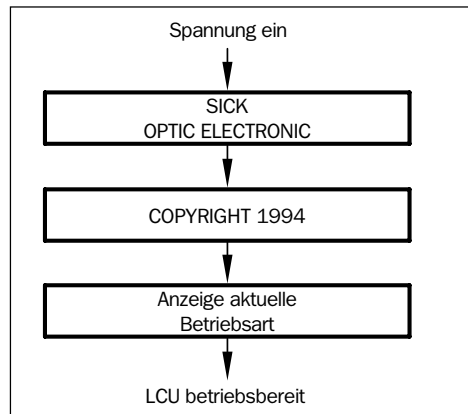 Spannung ein
SICK
OPTIC ELECTRONIC
COPYRIGHT 1994
Anzeige aktuelle
Betriebsart
LCU betriebsbereit